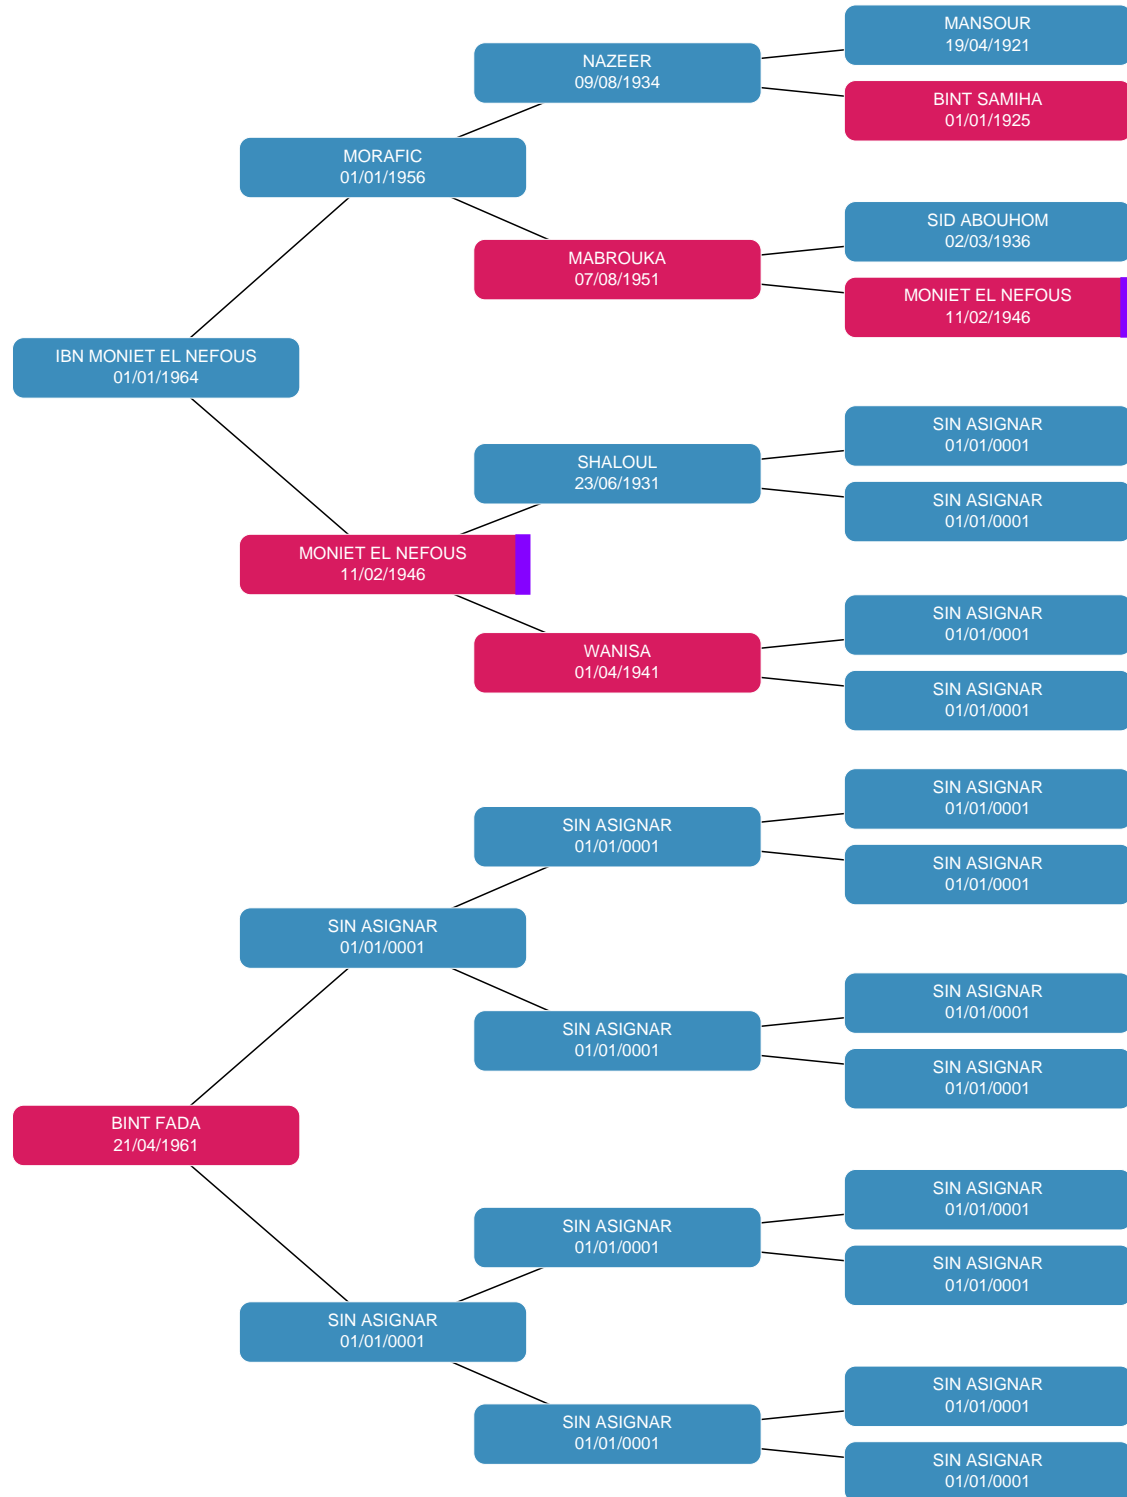 MANSOUR
19/04/1921
NAZEER
09/08/1934
BINT SAMIHA
01/01/1925
MORAFIC
01/01/1956
SID ABOUHOM
02/03/1936
MABROUKA
07/08/1951
MONIET EL NEFOUS
11/02/1946
IBN MONIET EL NEFOUS
01/01/1964
SIN ASIGNAR
01/01/0001
SHALOUL
23/06/1931
SIN ASIGNAR
01/01/0001
MONIET EL NEFOUS
11/02/1946
SIN ASIGNAR
01/01/0001
WANISA
01/04/1941
SIN ASIGNAR
01/01/0001
SIN ASIGNAR
01/01/0001
SIN ASIGNAR
01/01/0001
SIN ASIGNAR
01/01/0001
SIN ASIGNAR
01/01/0001
SIN ASIGNAR
01/01/0001
SIN ASIGNAR
01/01/0001
SIN ASIGNAR
01/01/0001
BINT FADA
21/04/1961
SIN ASIGNAR
01/01/0001
SIN ASIGNAR
01/01/0001
SIN ASIGNAR
01/01/0001
SIN ASIGNAR
01/01/0001
SIN ASIGNAR
01/01/0001
SIN ASIGNAR
01/01/0001
SIN ASIGNAR
01/01/0001